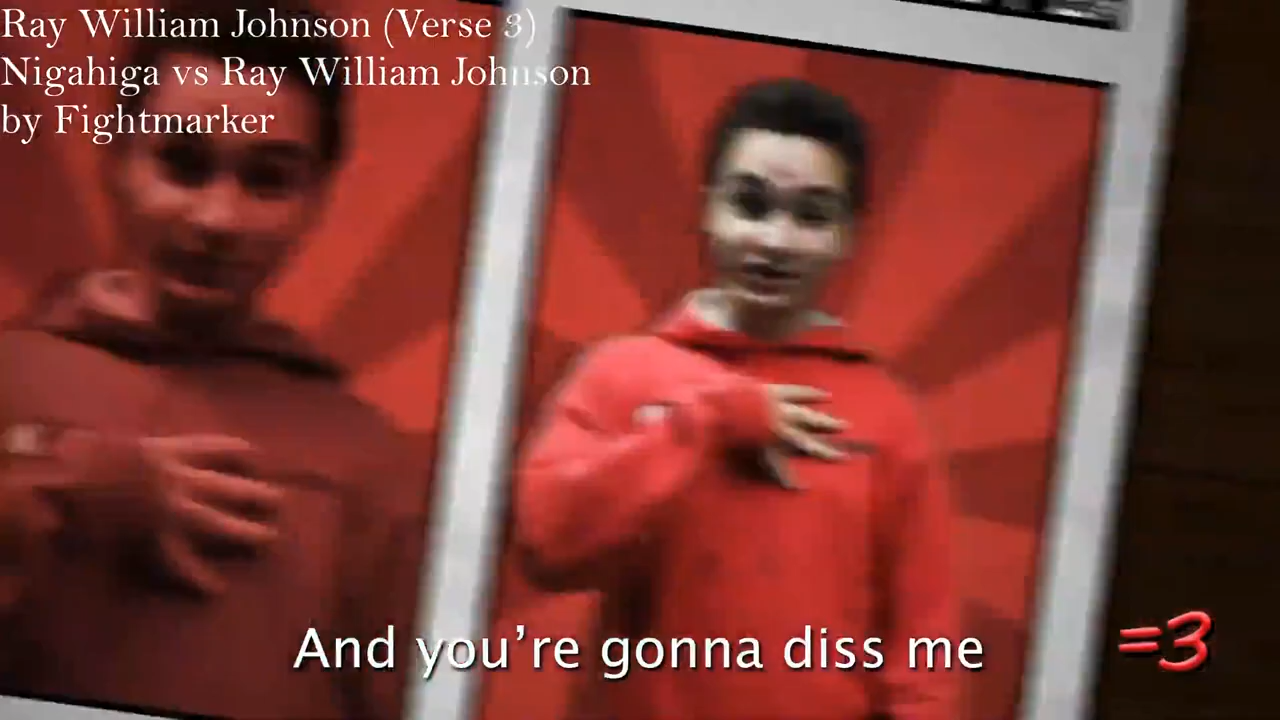 Ray William Johnson (Verse 3)
Nigahiga vs Ray William Johnson
by Fightmarker
And you're gonna diss me
=3